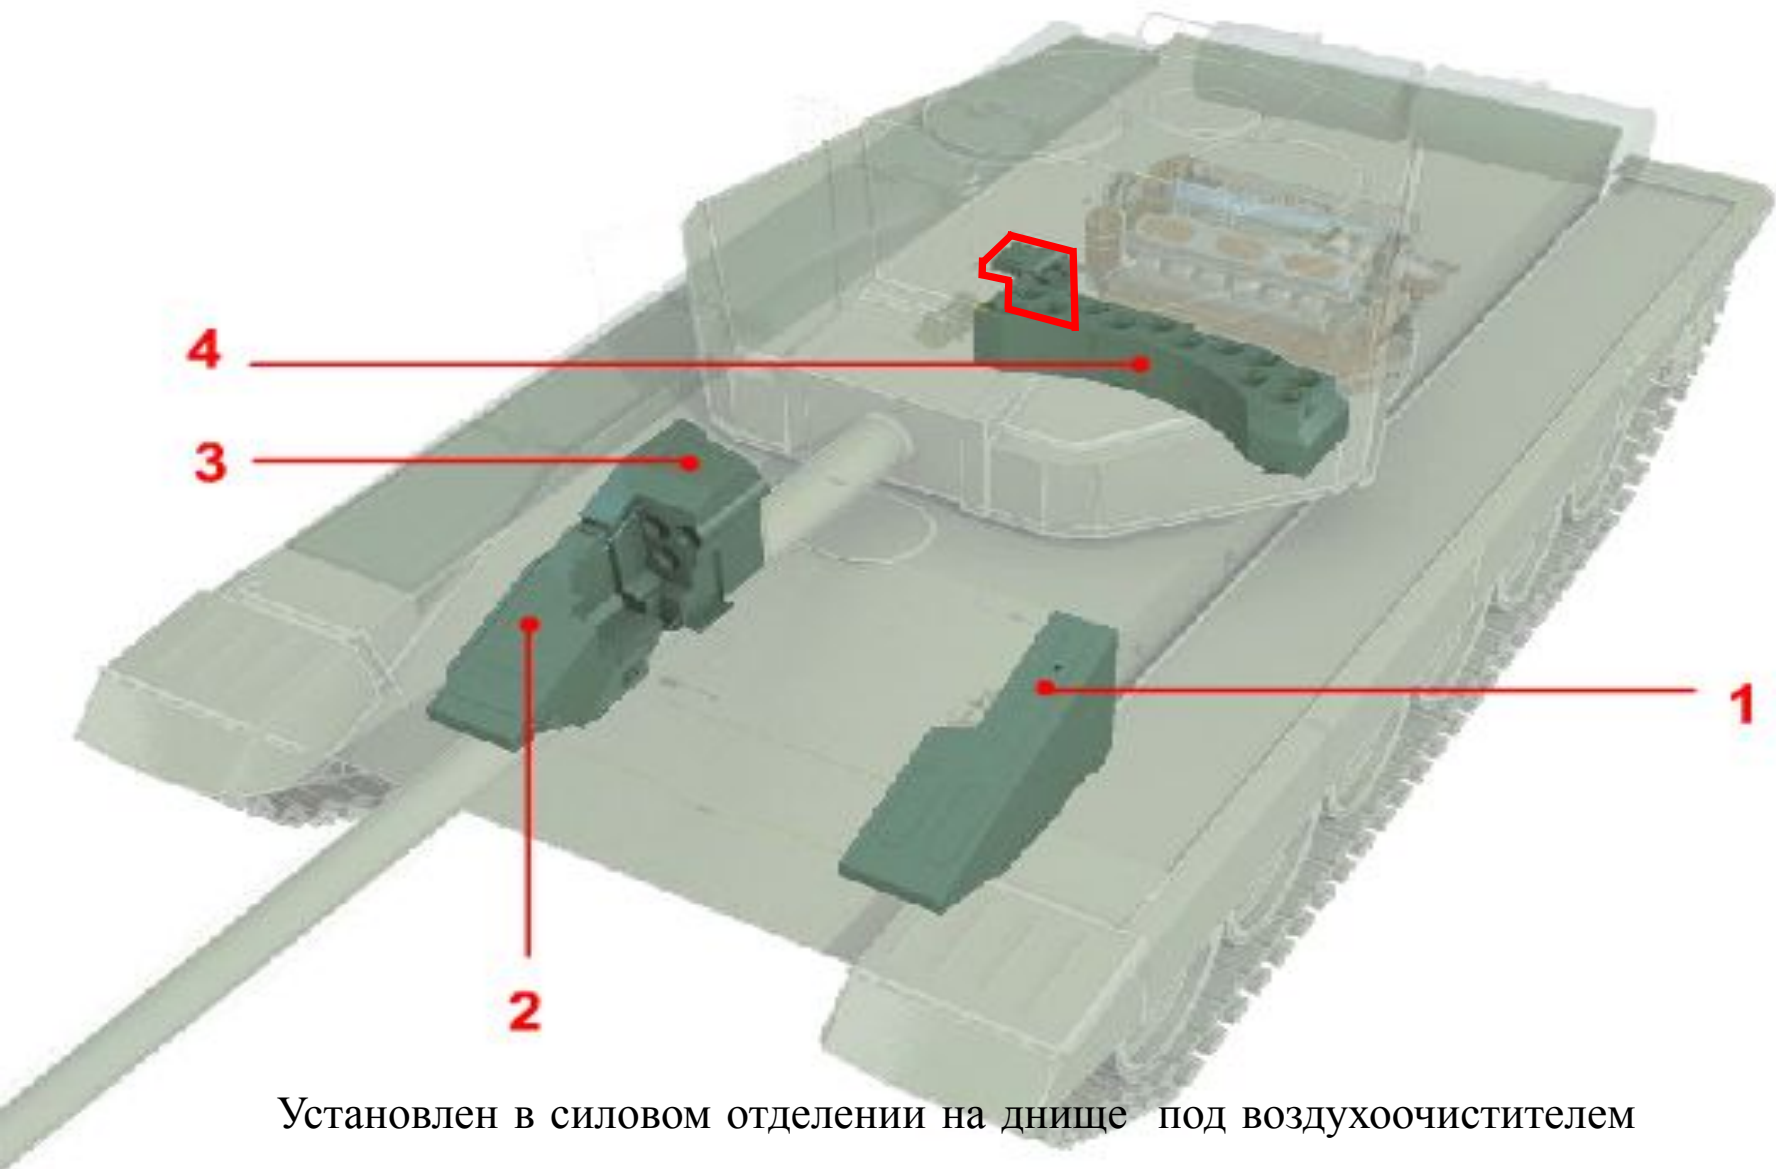 4
3
1
2
Установлен в силовом отделении на днище под воздухоочистителем